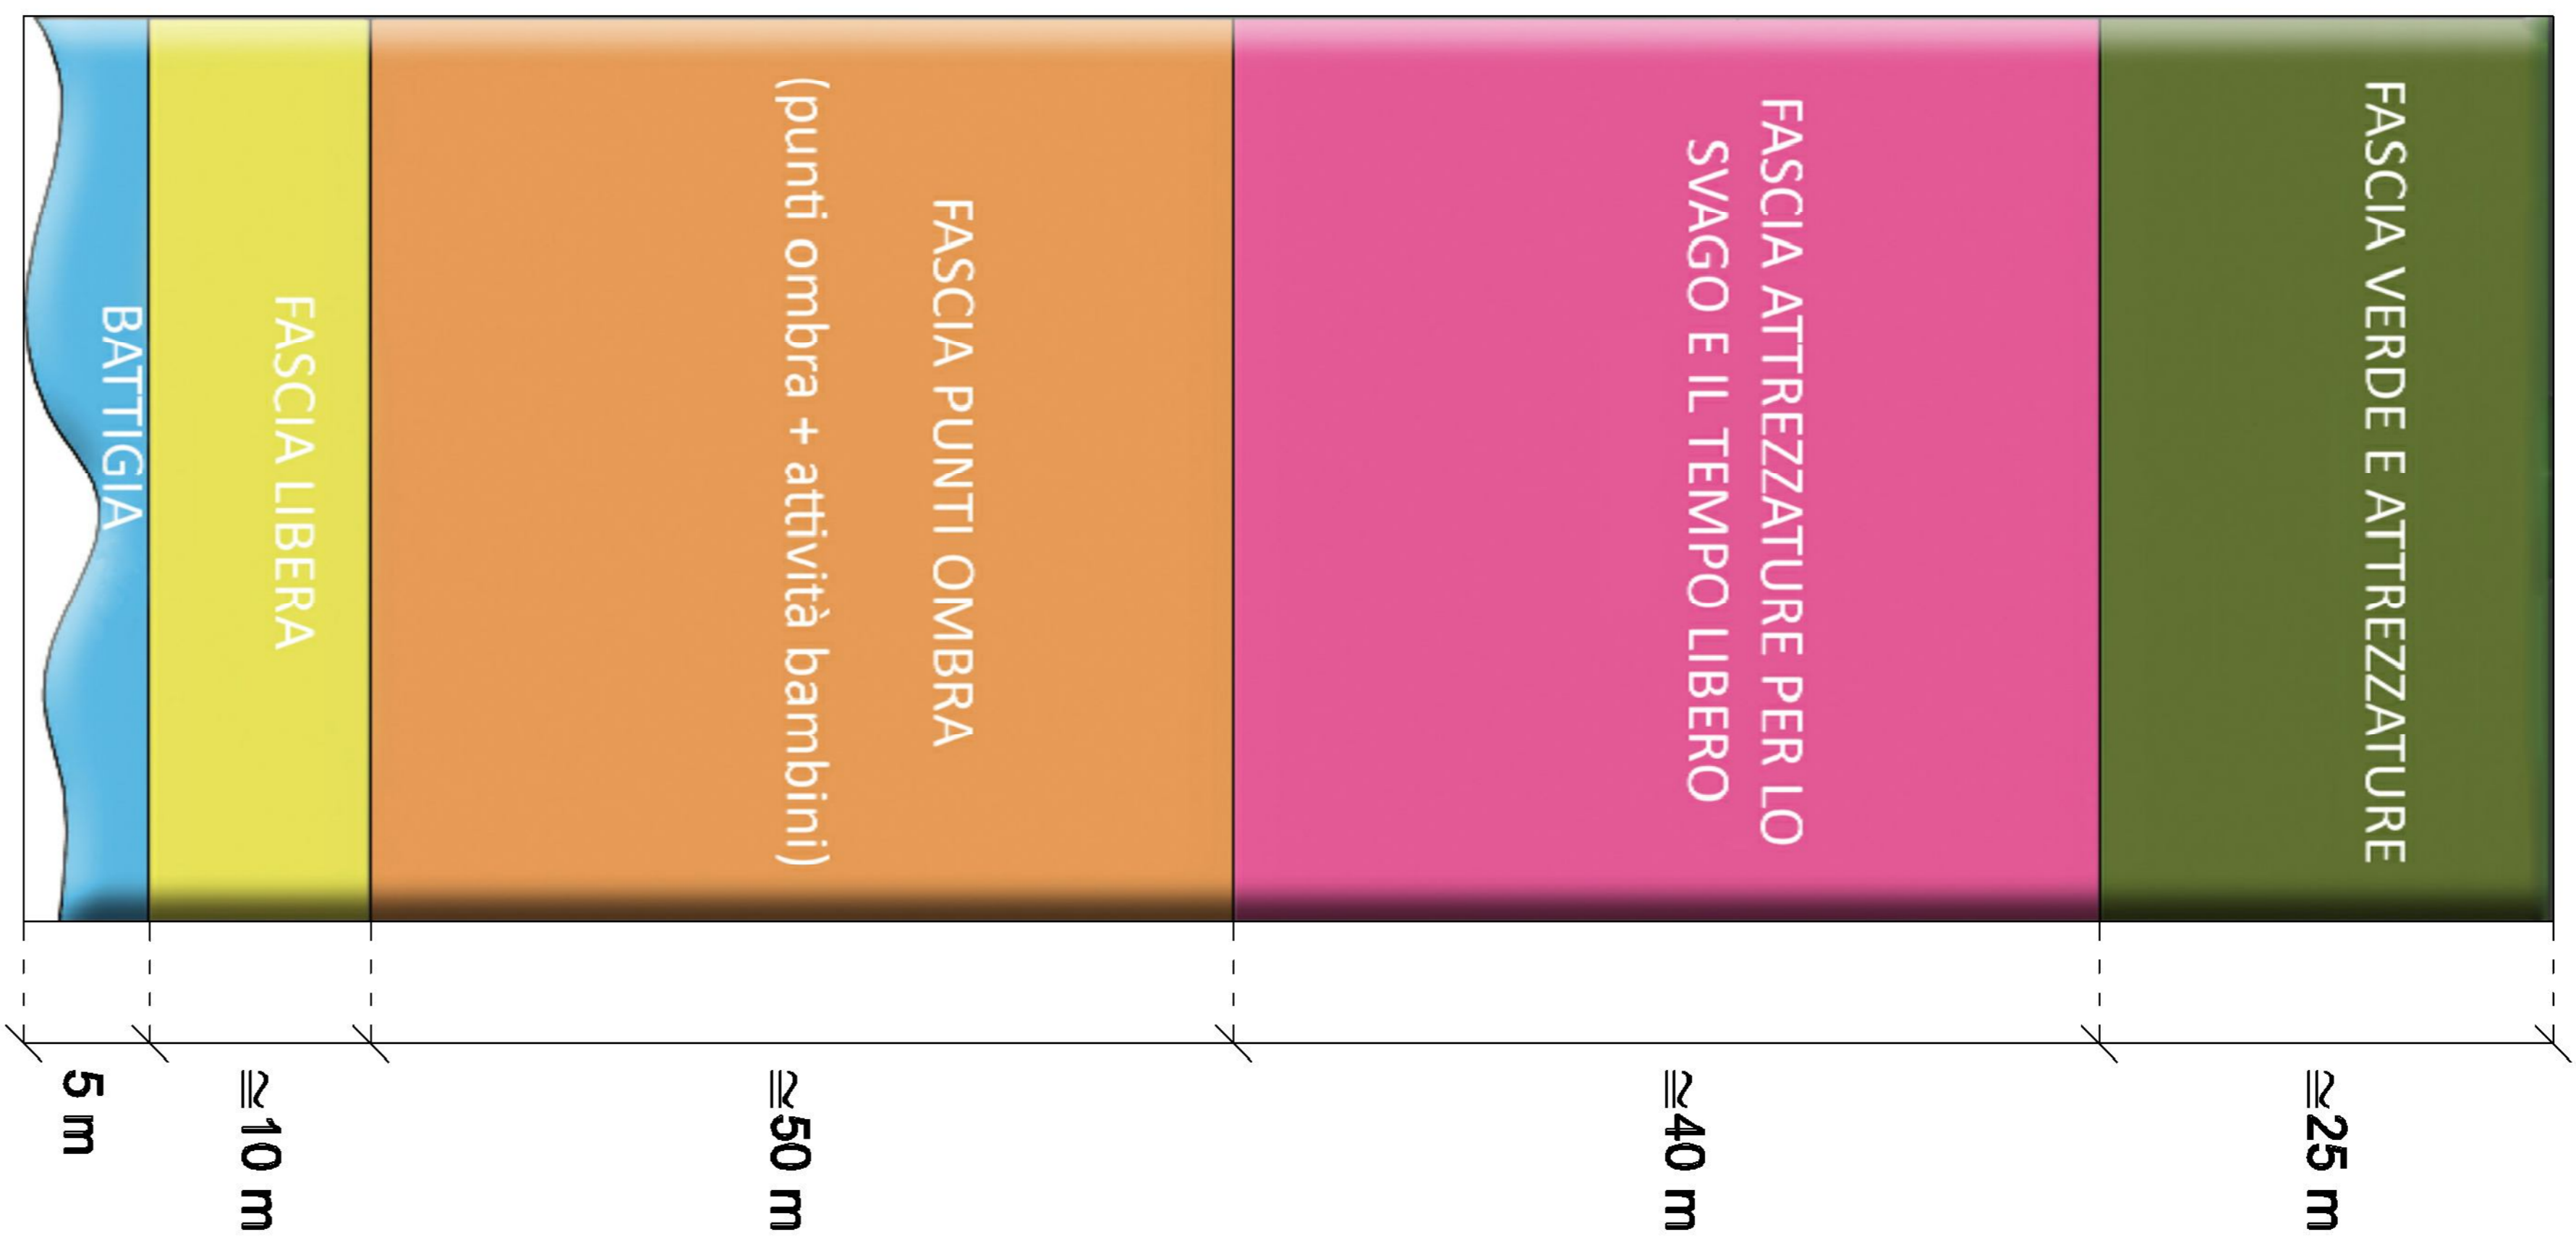 FASCIA VERDE E ATTREZZATURE
≅25 m
FASCIA ATTREZZATURE PER LO
SVAGO E IL TEMPO LIBERO
≅40 m
FASCIA PUNTI OMBRA
(punti ombra + attività bambini)
≅50 m
FASCIA LIBERA
≅10 m
BATTIGIA
5 m